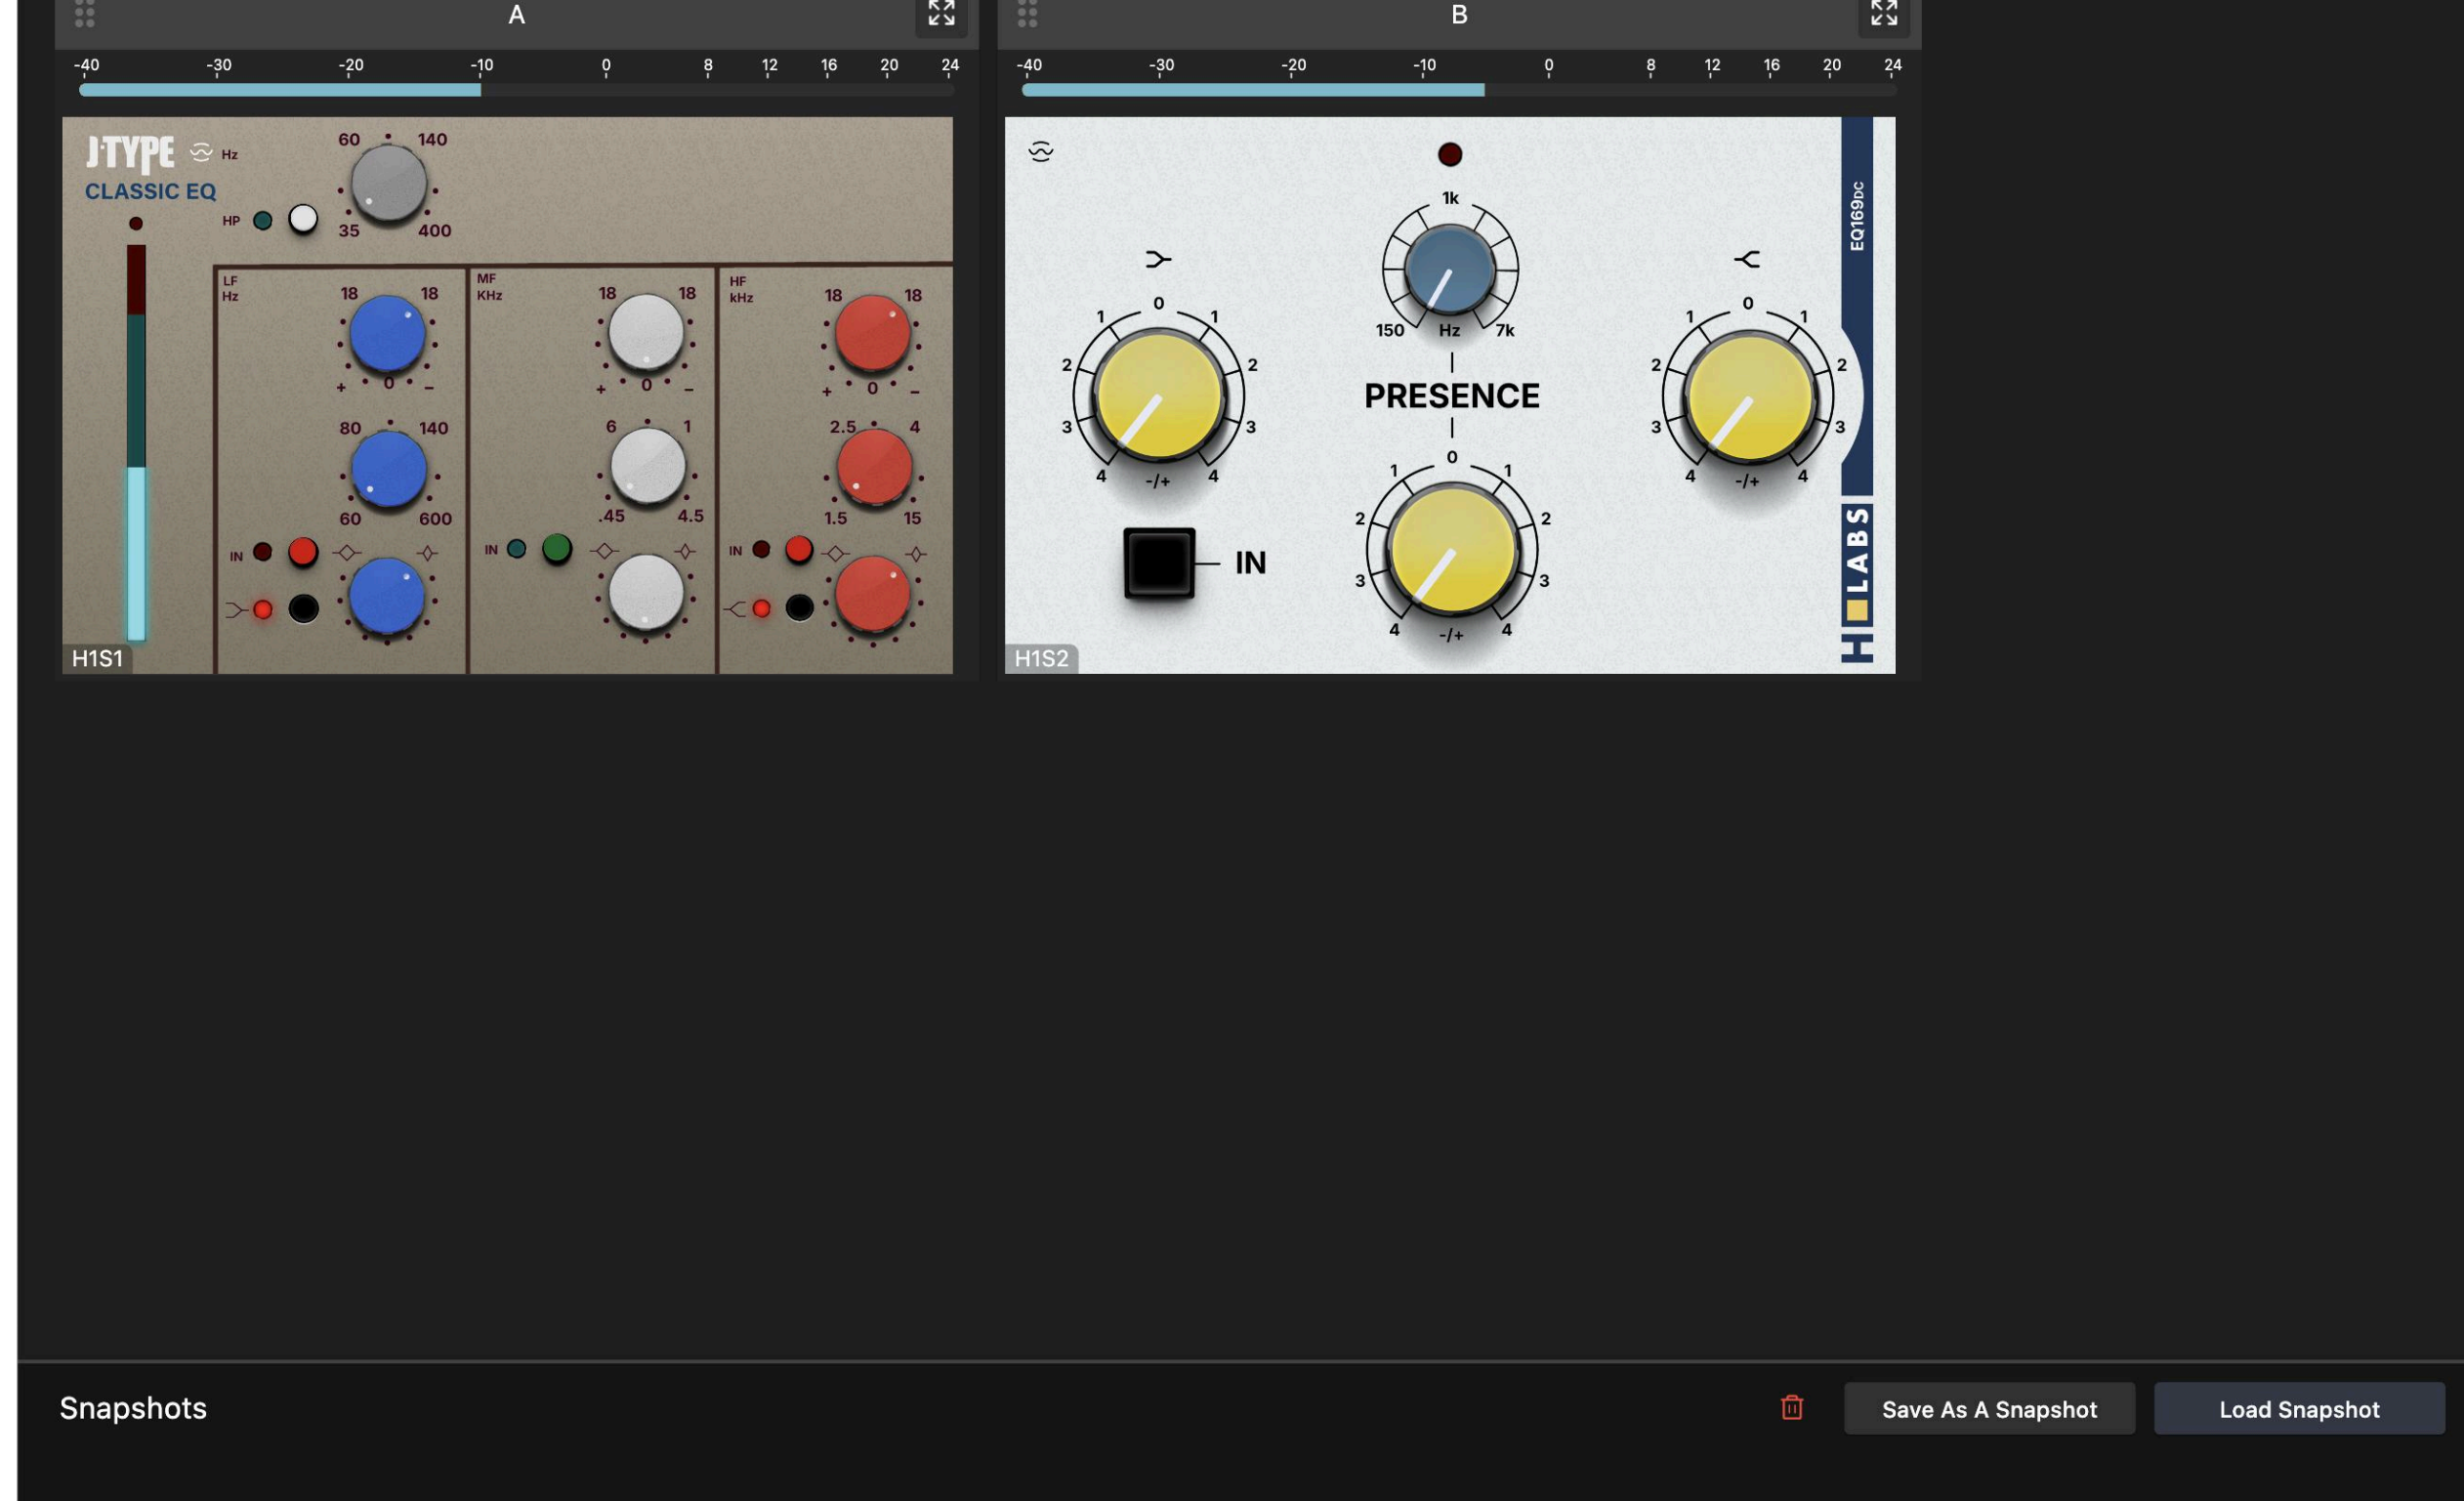 A
-40 -30 -20 -10 0 8 12 16 20 24
J·TYPE
CLASSIC EQ
Hz
60 140
HP
35 400
LF
Hz
18 18
+ 0 −
80 140
60 600
IN
MF
KHz
18 18
+ 0 −
6 1
.45 4.5
IN
HF
kHz
18 18
+ 0 −
2.5 4
1.5 15
IN
H1S1
B
-40 -30 -20 -10 0 8 12 16 20 24
1k
150 Hz 7k
PRESENCE
0
1 1
2 2
3 3
4 -/+ 4
0
1 1
2 2
3 3
4 -/+ 4
0
1 1
2 2
3 3
4 -/+ 4
IN
EQ169DC
H LABS
H1S2
Snapshots
Save As A Snapshot
Load Snapshot